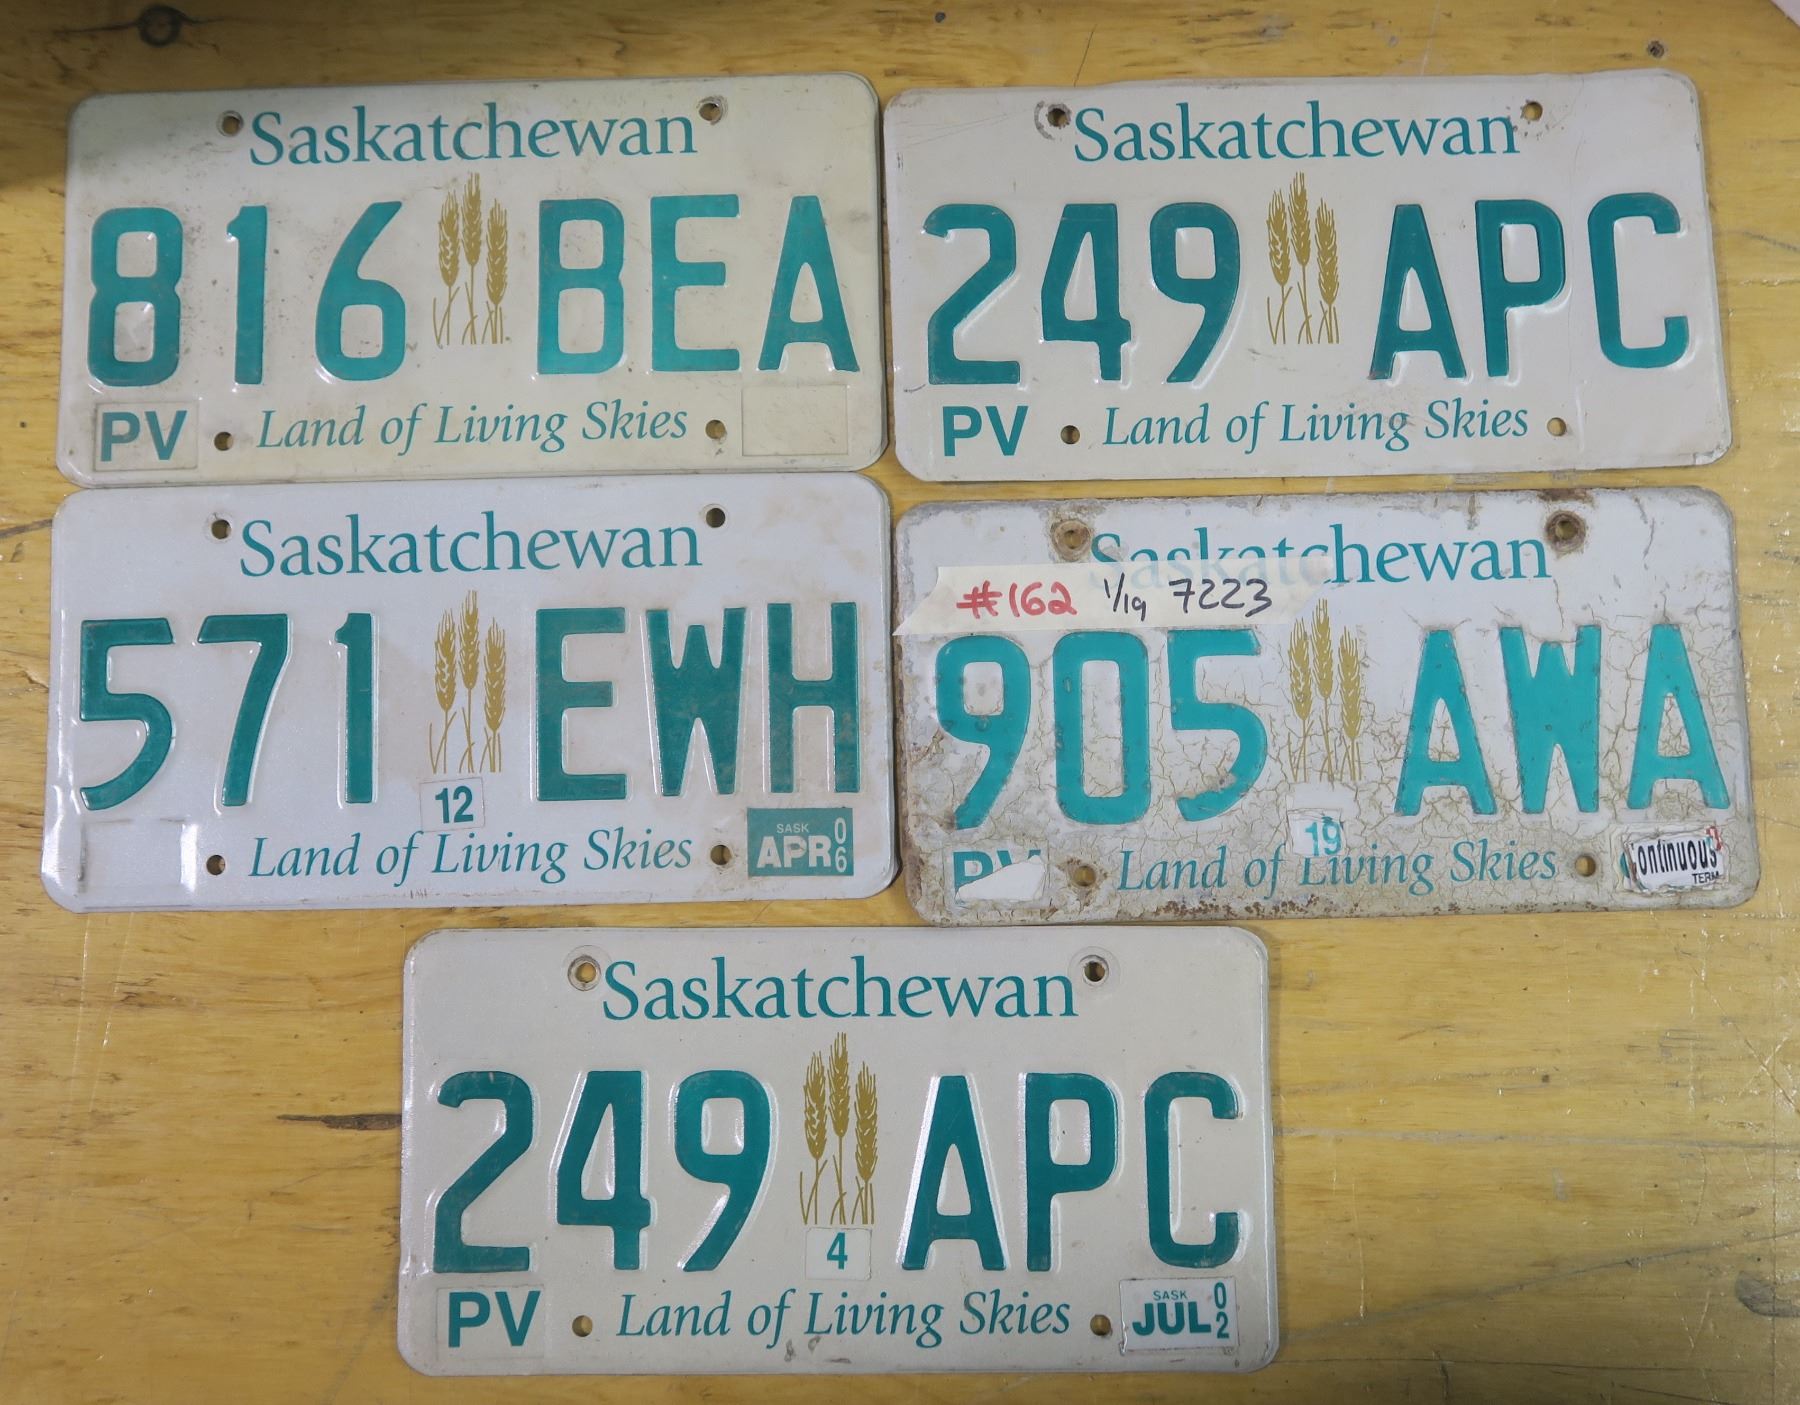 Saskatchewan
816 BEA
PV Land of Living Skies
Saskatchewan
249 APC
PV Land of Living Skies
Saskatchewan
571 EWH
12
Land of Living Skies
SASK
APR 06
Saskatchewan
#162 1/19 7223
905 AWA
19
PV Land of Living Skies
ontinuous
TERM
Saskatchewan
249 APC
4
PV Land of Living Skies
SASK
JUL 02